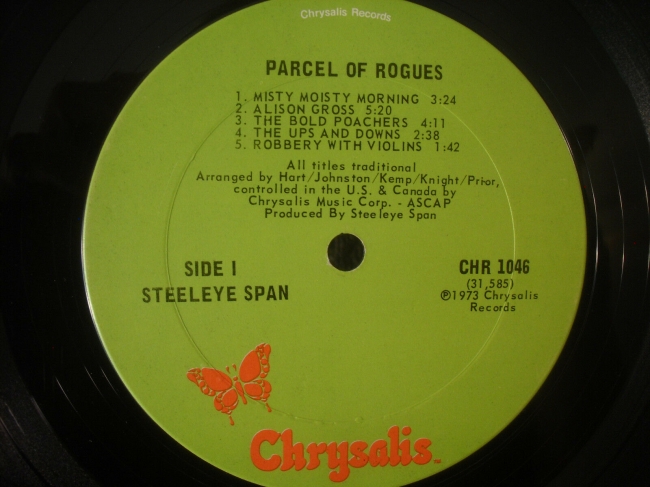 Chrysalis Records
PARCEL OF ROGUES
1. MISTY MOISTY MORNING 3:24
2. ALISON GROSS 5:20
3. THE BOLD POACHERS 4:11
4. THE UPS AND DOWNS 2:38
5. ROBBERY WITH VIOLINS 1:42
All titles traditional
Arranged by Hart/Johnston/Kemp/Knight/Prior,
controlled in the U.S. & Canada by
Chrysalis Music Corp. - ASCAP
Produced By Steeleye Span
SIDE I
STEELEYE SPAN
CHR 1046
(31,585)
℗1973 Chrysalis
Records
Chrysalis™